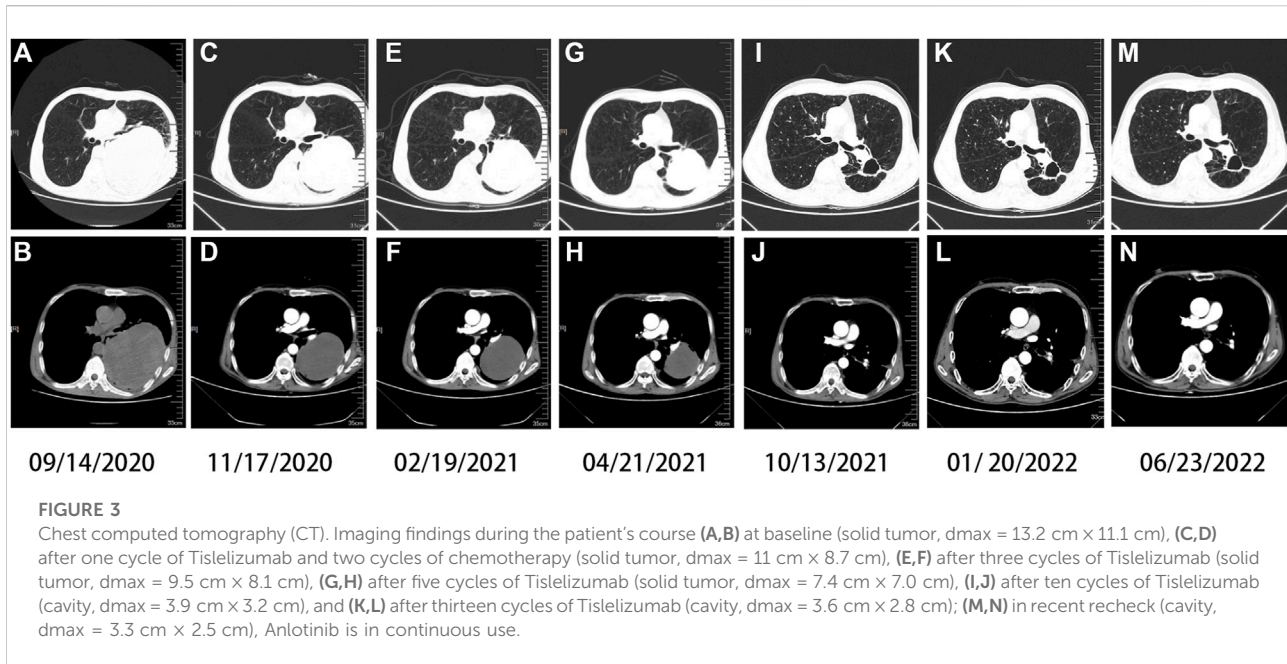 A C E G I K M
B D F H J L N
09/14/2020 11/17/2020 02/19/2021 04/21/2021 10/13/2021 01/ 20/2022 06/23/2022
FIGURE 3
Chest computed tomography (CT). Imaging findings during the patient's course (A,B) at baseline (solid tumor, dmax = 13.2 cm × 11.1 cm), (C,D)
after one cycle of Tislelizumab and two cycles of chemotherapy (solid tumor, dmax = 11 cm × 8.7 cm), (E,F) after three cycles of Tislelizumab (solid
tumor, dmax = 9.5 cm × 8.1 cm), (G,H) after five cycles of Tislelizumab (solid tumor, dmax = 7.4 cm × 7.0 cm), (I,J) after ten cycles of Tislelizumab
(cavity, dmax = 3.9 cm × 3.2 cm), and (K,L) after thirteen cycles of Tislelizumab (cavity, dmax = 3.6 cm × 2.8 cm); (M,N) in recent recheck (cavity,
dmax = 3.3 cm × 2.5 cm), Anlotinib is in continuous use.